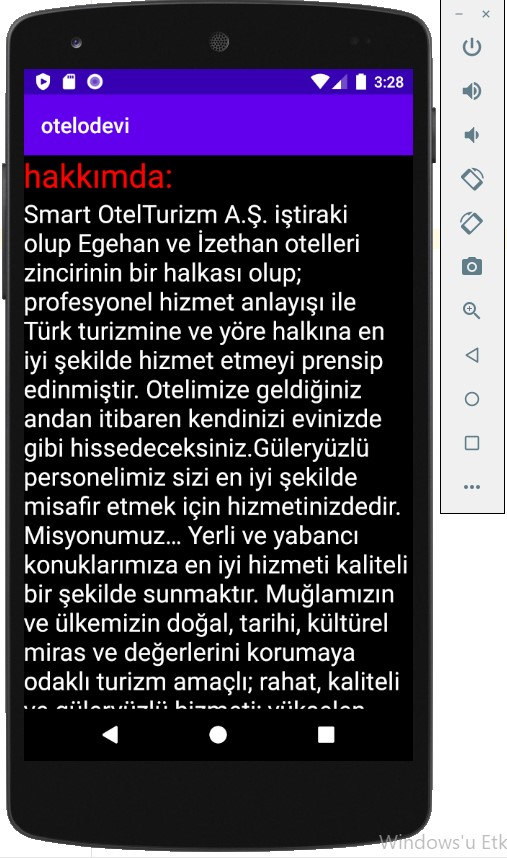 3:28
otelodevi
hakkımda:
Smart OtelTurizm A.Ş. iştiraki
olup Egehan ve İzethan otelleri
zincirinin bir halkası olup;
profesyonel hizmet anlayışı ile
Türk turizmine ve yöre halkına en
iyi şekilde hizmet etmeyi prensip
edinmiştir. Otelimize geldiğiniz
andan itibaren kendinizi evinizde
gibi hissedeceksiniz.Güleryüzlü
personelimiz sizi en iyi şekilde
misafir etmek için hizmetinizdedir.
Misyonumuz... Yerli ve yabancı
konuklarımıza en iyi hizmeti kaliteli
bir şekilde sunmaktır. Muğlamızın
ve ülkemizin doğal, tarihi, kültürel
miras ve değerlerini korumaya
odaklı turizm amaçlı; rahat, kaliteli
ve güleryüzlü hizmeti; yükselen
Windows'u Etk